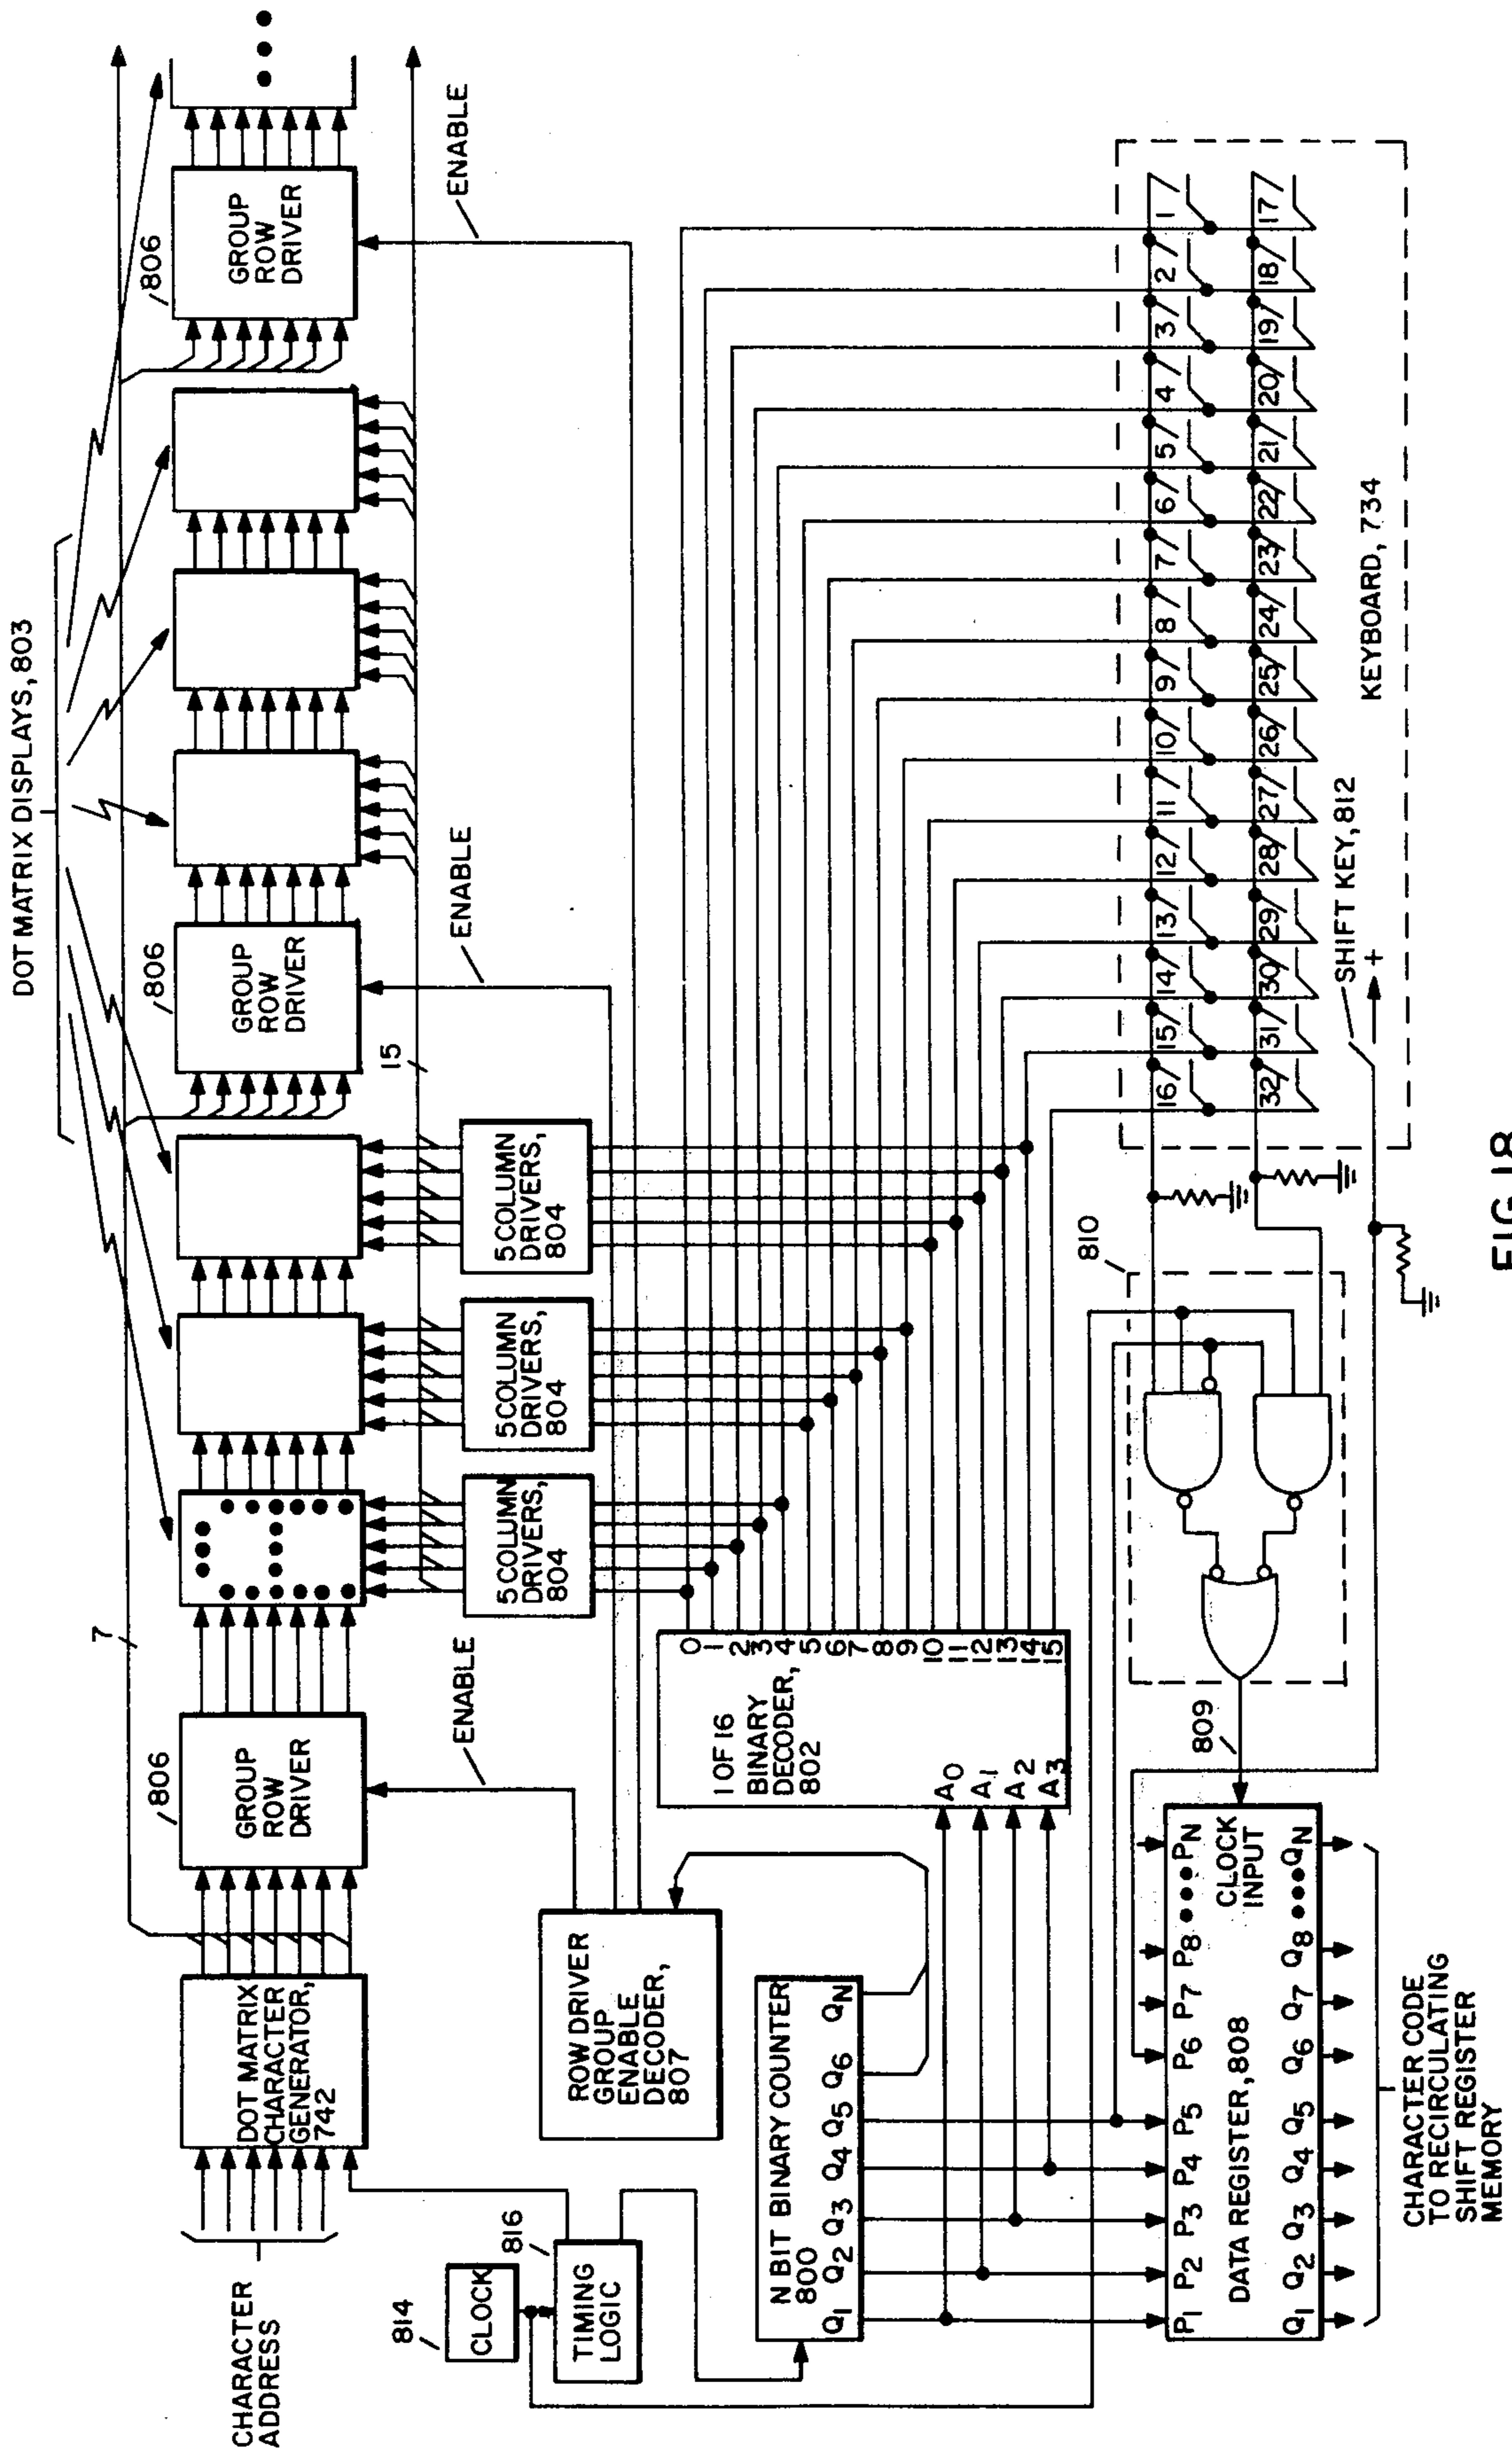 DOT MATRIX DISPLAYS, 803
7
806
806
806
CHARACTER
ADDRESS
DOT MATRIX
CHARACTER
GENERATOR,
742
GROUP
ROW
DRIVER
GROUP
ROW
DRIVER
GROUP
ROW
DRIVER
15
ENABLE
ENABLE
ENABLE
814
CLOCK
816
TIMING
LOGIC
ROW DRIVER
GROUP
ENABLE
DECODER,
807
5 COLUMN
DRIVERS,
804
5 COLUMN
DRIVERS,
804
5 COLUMN
DRIVERS,
804
N BIT BINARY COUNTER
800
Q1 Q2 Q3 Q4 Q5 Q6 QN
1 OF 16
BINARY
DECODER,
802
A0
A1
A2
A3
0
1
2
3
4
5
6
7
8
9
10
11
12
13
14
15
P1 P2 P3 P4 P5 P6 P7 P8 PN
DATA REGISTER, 808
CLOCK
INPUT
Q1 Q2 Q3 Q4 Q5 Q6 Q7 Q8 QN
809
810
16 15 14 13 12 11 10 9 8 7 6 5 4 3 2 1
32 31 30 29 28 27 26 25 24 23 22 21 20 19 18 17
SHIFT KEY, 812
+
KEYBOARD, 734
CHARACTER CODE
TO RECIRCULATING
SHIFT REGISTER
MEMORY
FIG 18